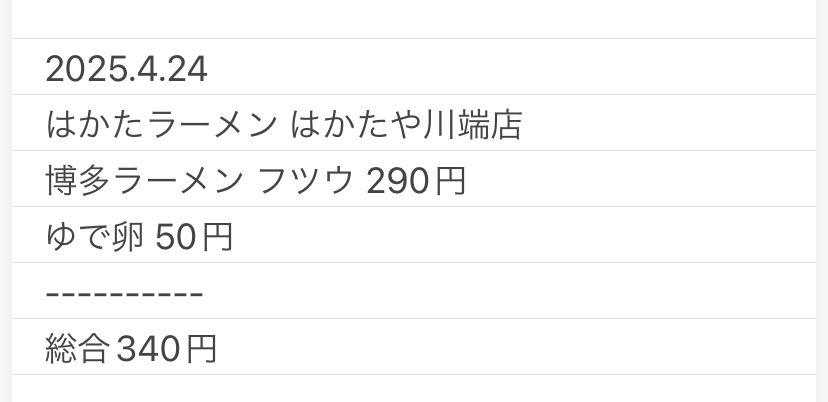 2025.4.24
はかたラーメン はかたや川端店
博多ラーメン フツウ 290円
ゆで卵 50円
----------
総合340円